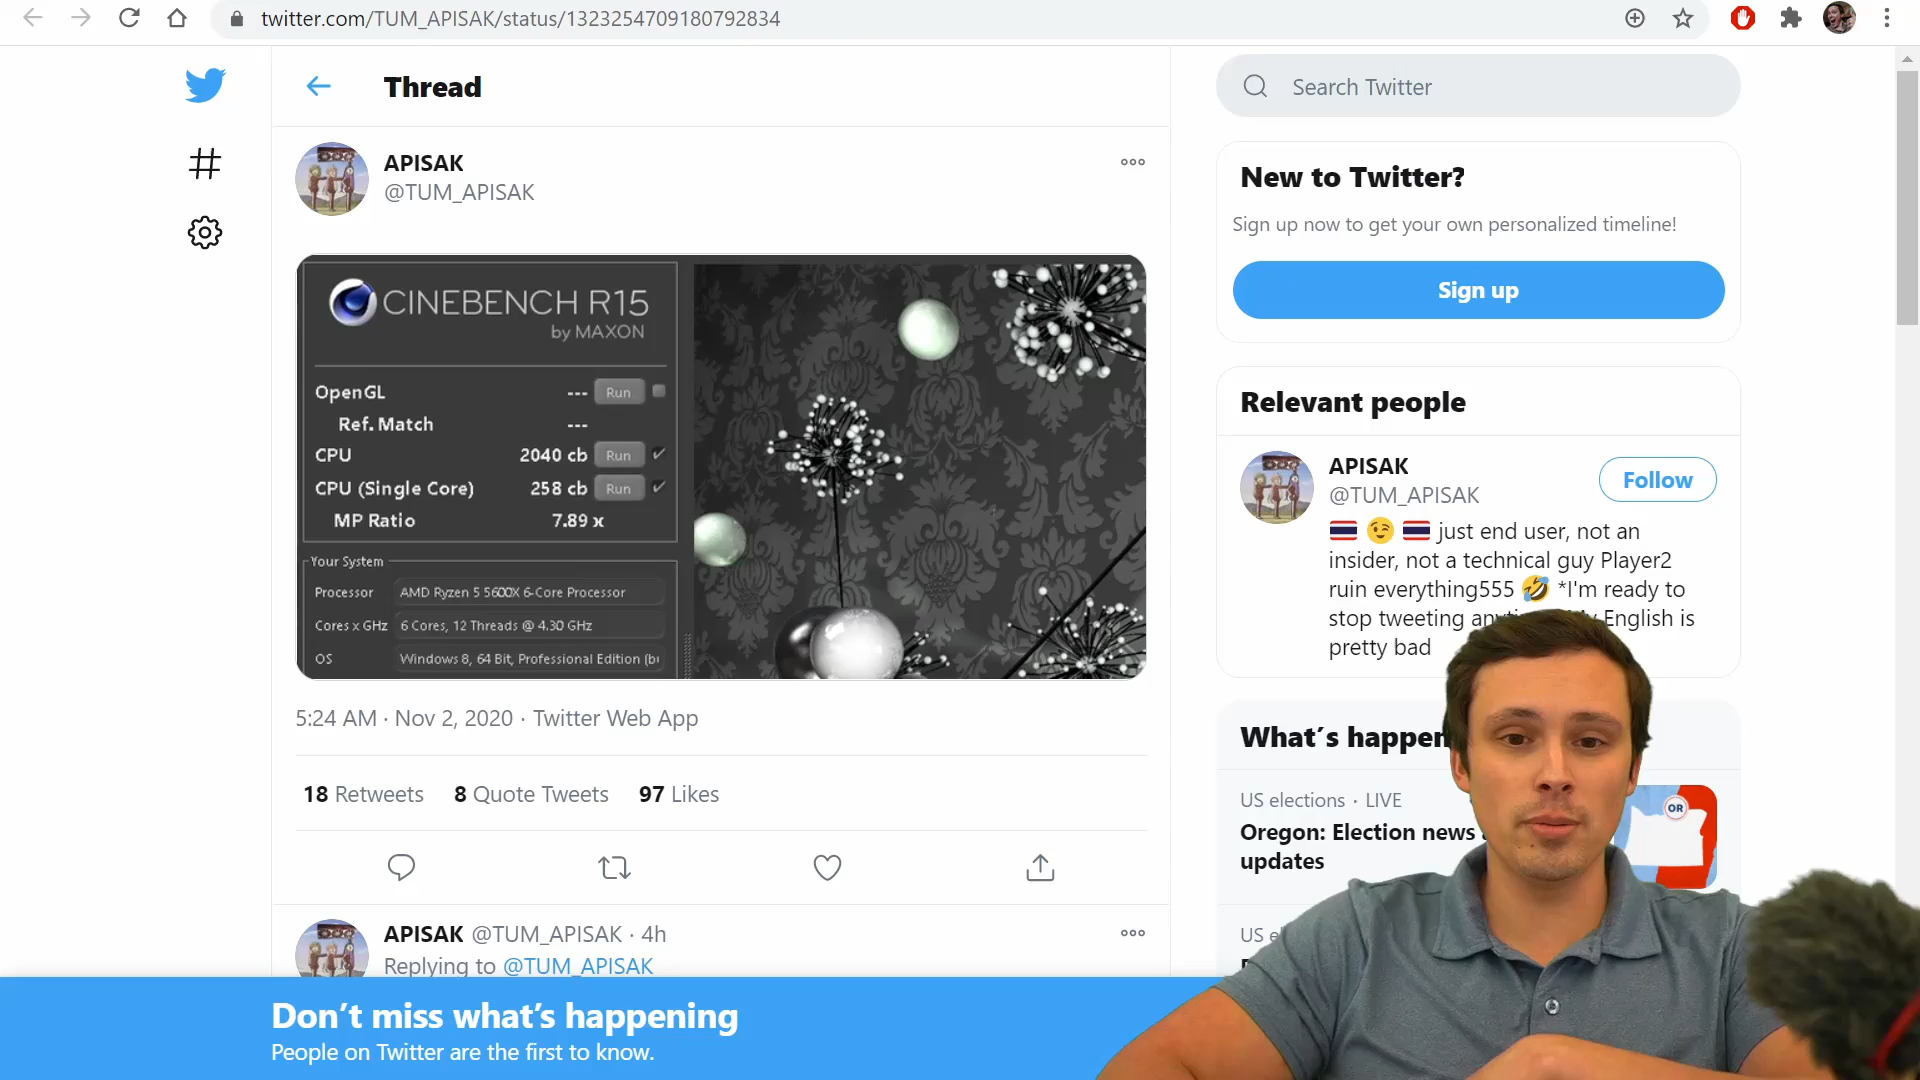 twitter.com/TUM_APISAK/status/1323254709180792834
Thread
Search Twitter
APISAK
@TUM_APISAK
New to Twitter?
Sign up now to get your own personalized timeline!
Sign up
CINEBENCH R15
by MAXON
OpenGL --- Run
Ref. Match ---
CPU 2040 cb Run
CPU (Single Core) 258 cb Run
MP Ratio 7.89 x
Your System
Processor AMD Ryzen 5 5600X 6-Core Processor
Cores x GHz 6 Cores, 12 Threads @ 4.30 GHz
OS Windows 8, 64 Bit, Professional Edition (bu
Relevant people
APISAK
@TUM_APISAK
Follow
just end user, not an
insider, not a technical guy Player2
ruin everything555 *I'm ready to
stop tweeting English is
pretty bad
5:24 AM · Nov 2, 2020 · Twitter Web App
18 Retweets 8 Quote Tweets 97 Likes
What's happen
US elections · LIVE
Oregon: Election news
updates
OR
US e
APISAK @TUM_APISAK · 4h
Replying to @TUM_APISAK
Don't miss what's happening
People on Twitter are the first to know.